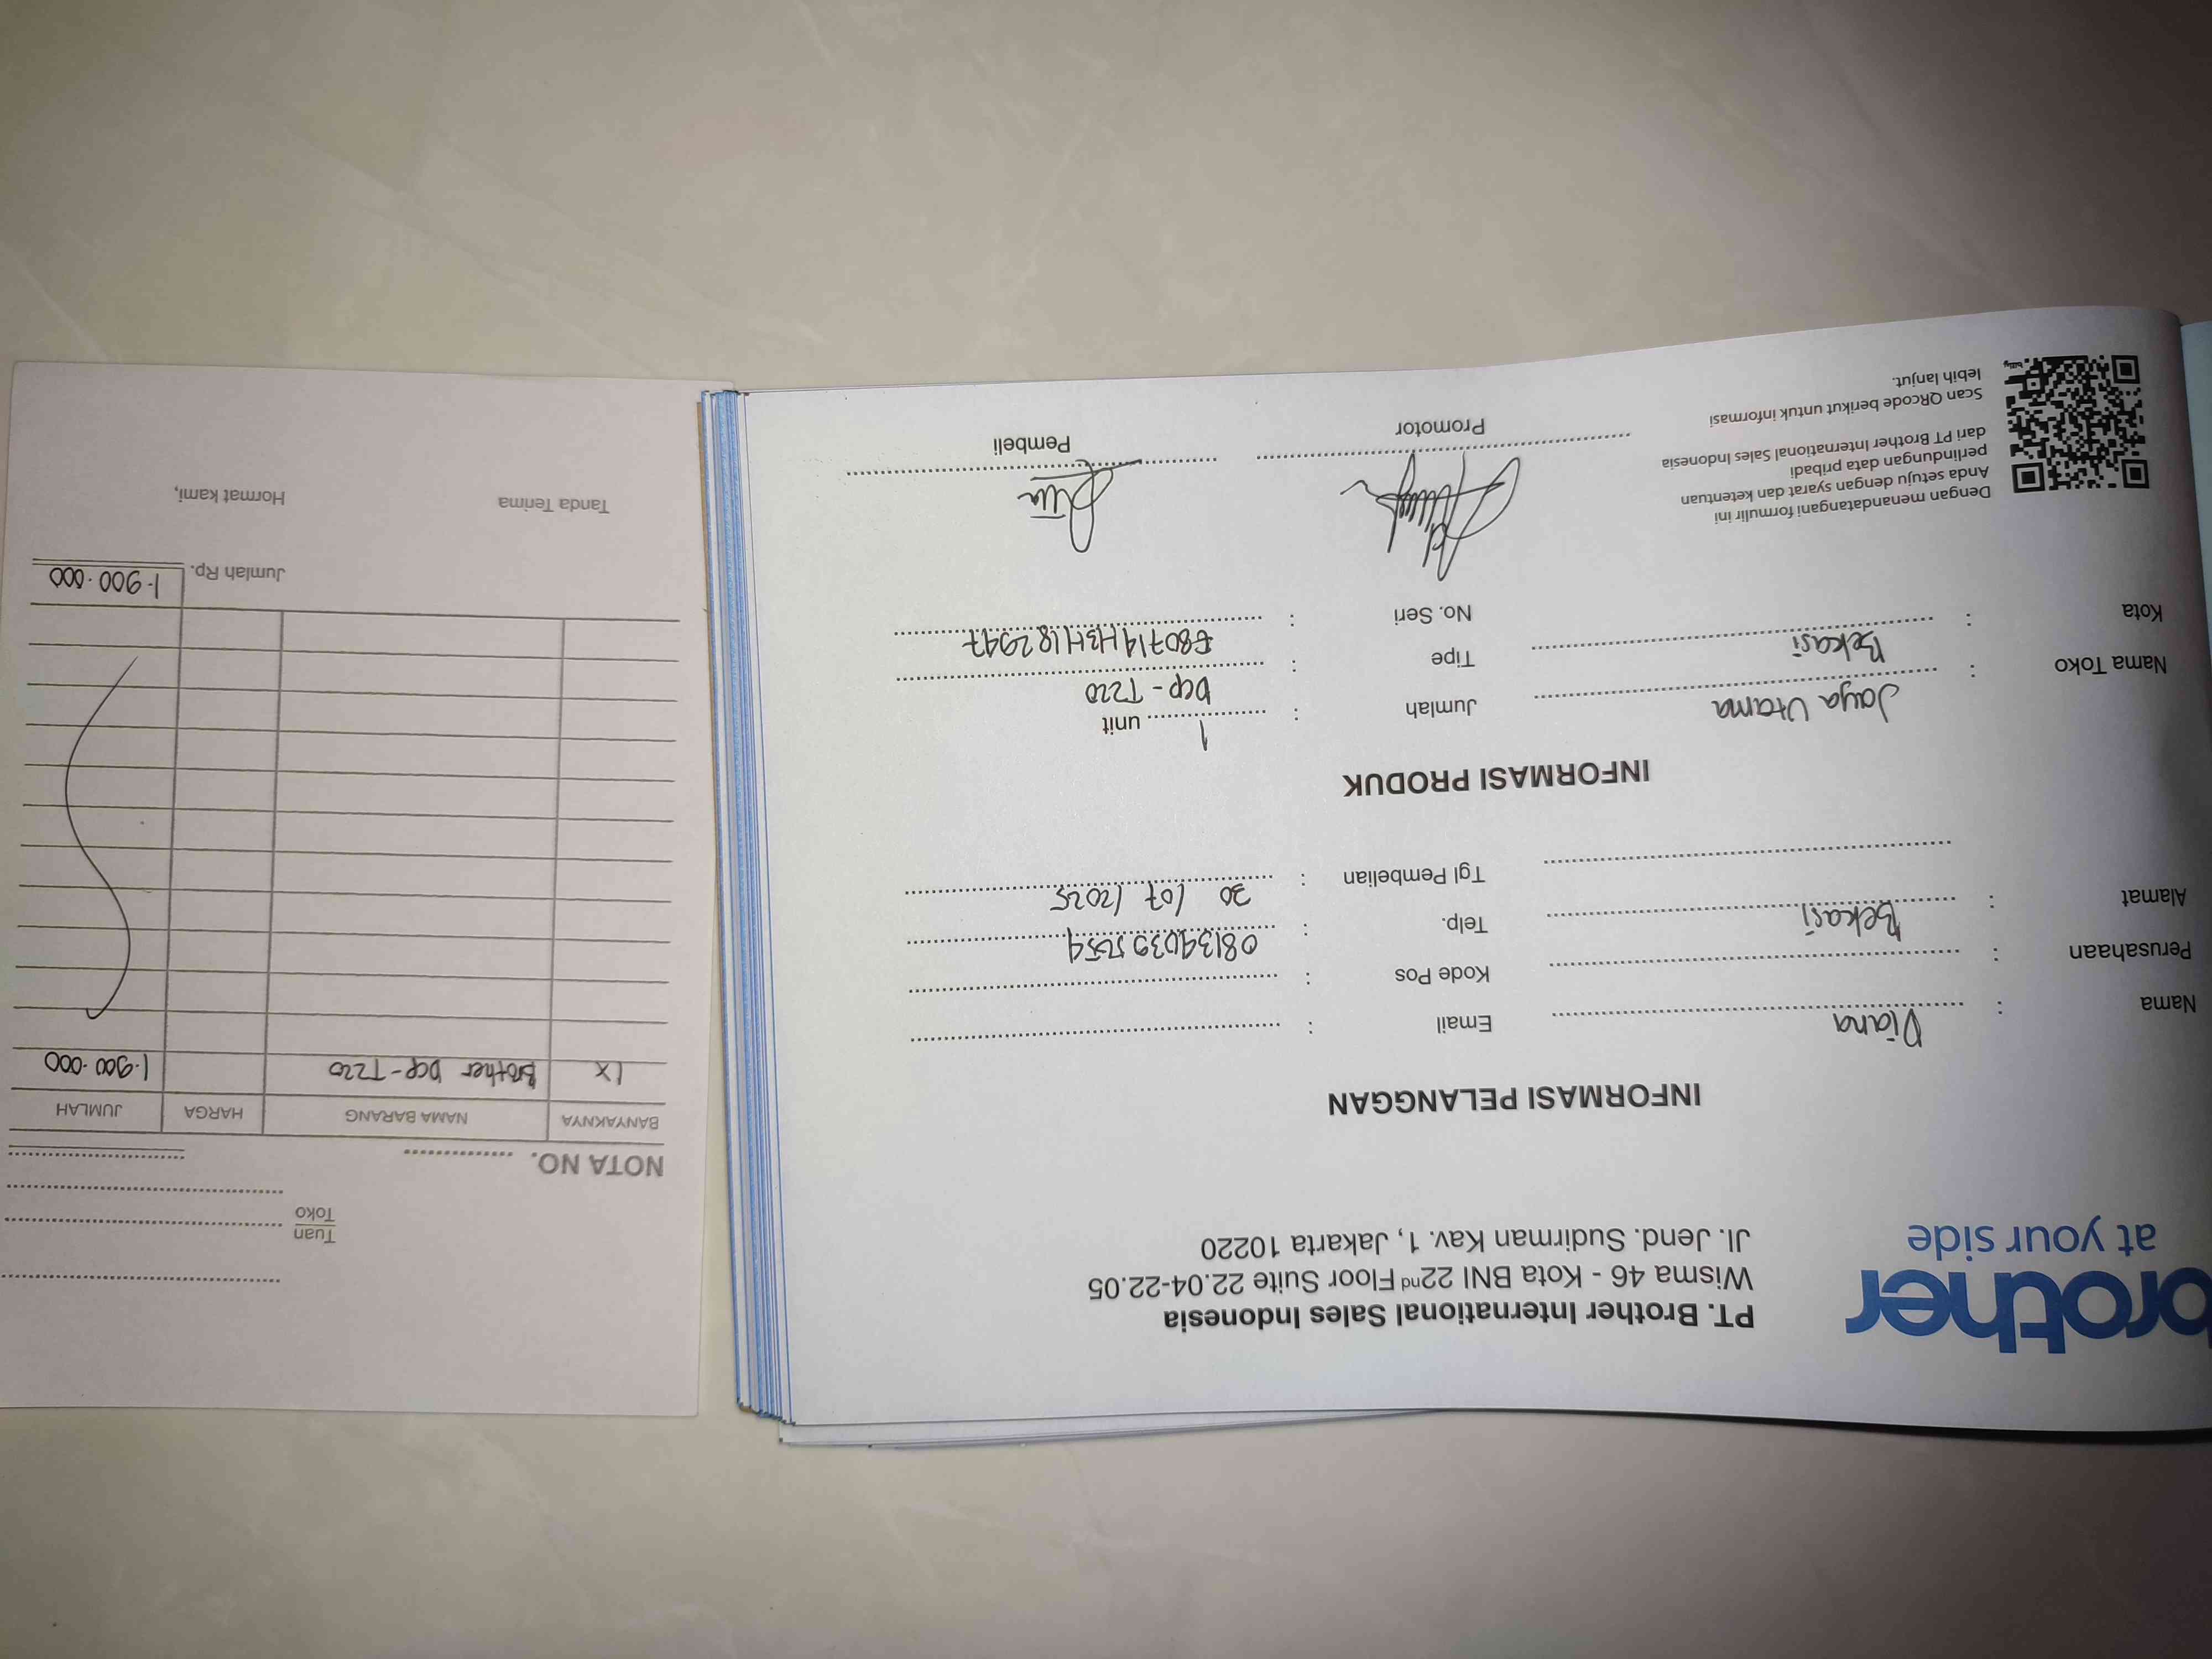 brother
at your side
PT. Brother International Sales Indonesia
Wisma 46 - Kota BNI 22nd Floor Suite 22.04-22.05
Jl. Jend. Sudirman Kav. 1, Jakarta 10220
INFORMASI PELANGGAN
Nama : Diana
Perusahaan :
Alamat : Bekasi
Email :
Kode Pos :
Telp. :
Tgl Pembelian : 30 / 07 / 2025
INFORMASI PRODUK
Nama Toko : Jaya Utama
Kota : Bekasi
Jumlah : 1 unit
Tipe : DCP-T220
No. Seri : E80714H3H182947
Dengan menandatangani formulir ini
Anda setuju dengan syarat dan ketentuan
perlindungan data pribadi
dari PT Brother International Sales Indonesia
Scan QRcode berikut untuk informasi
lebih lanjut.
Promotor
Pembeli
Tuan
Toko
NOTA NO.
BANYAKNYA NAMA BARANG HARGA JUMLAH
1X Brother DCP-T220 1.900.000
Jumlah Rp. 1.900.000
Tanda Terima
Hormat kami,